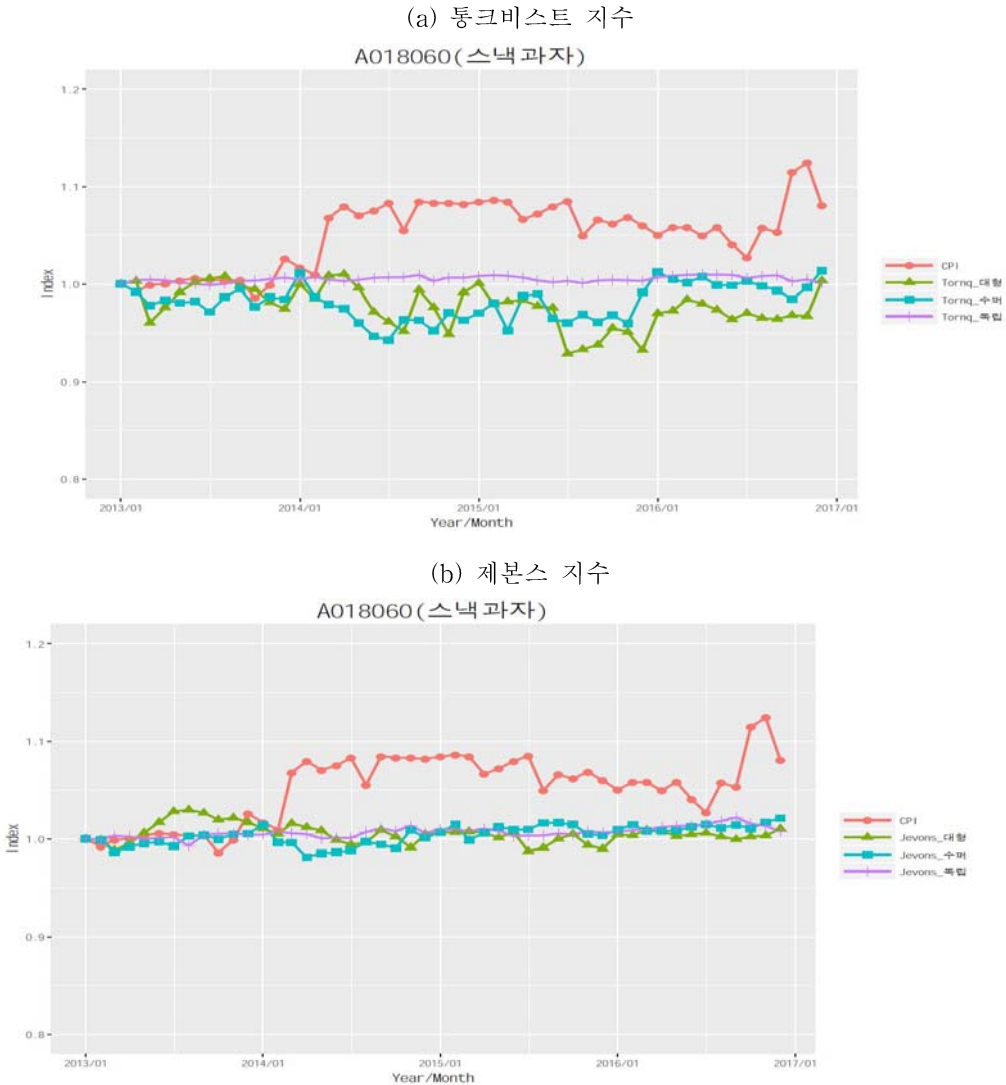 (a) 통크비스트 지수
A018060(스낵과자)
1.2
1.1
1.0
0.9
0.8
Index
2013/01
2014/01
2015/01
2016/01
2017/01
Year/Month
CPI
Tornq_대형
Tornq_수퍼
Tornq_독립
(b) 제본스 지수
A018060(스낵과자)
1.2
1.1
1.0
0.9
0.8
Index
2013/01
2014/01
2015/01
2016/01
2017/01
Year/Month
CPI
Jevons_대형
Jevons_수퍼
Jevons_독립